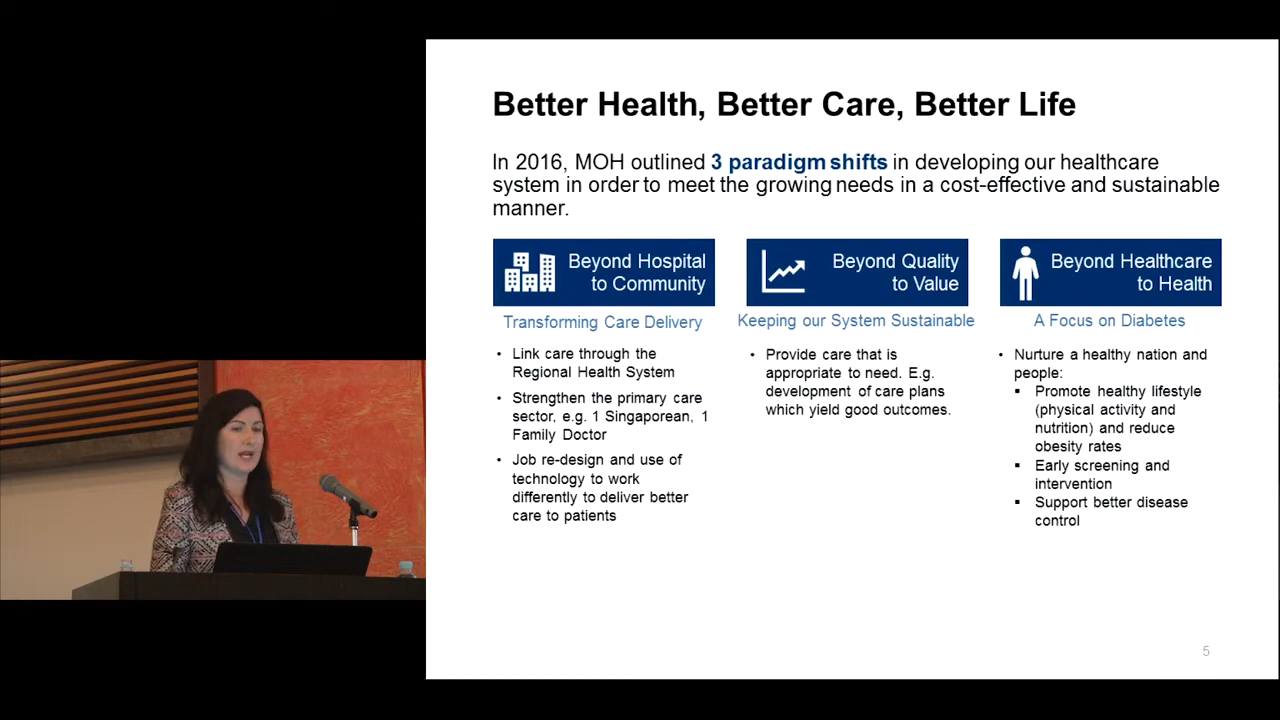 Better Health, Better Care, Better Life
In 2016, MOH outlined 3 paradigm shifts in developing our healthcare
system in order to meet the growing needs in a cost-effective and sustainable
manner.
Beyond Hospital
to Community
Transforming Care Delivery
• Link care through the
Regional Health System
• Strengthen the primary care
sector, e.g. 1 Singaporean, 1
Family Doctor
• Job re-design and use of
technology to work
differently to deliver better
care to patients
Beyond Quality
to Value
Keeping our System Sustainable
• Provide care that is
appropriate to need. E.g.
development of care plans
which yield good outcomes.
Beyond Healthcare
to Health
A Focus on Diabetes
• Nurture a healthy nation and
people:
▪ Promote healthy lifestyle
(physical activity and
nutrition) and reduce
obesity rates
▪ Early screening and
intervention
▪ Support better disease
control
5